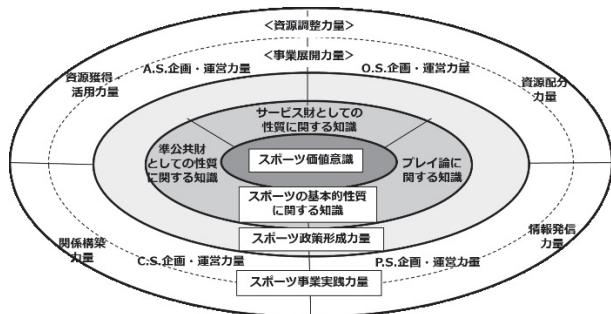 <資源調整力量>
<事業展開力量>
A.S.企画・運営力量
O.S.企画・運営力量
資源獲得・
活用力量
資源配分
力量
サービス財としての
性質に関する知識
準公共財
としての性質
に関する知識
スポーツ価値意識
プレイ論
に関する知識
スポーツの基本的性質
に関する知識
スポーツ政策形成力量
関係構築
力量
情報発信
力量
C.S.企画・運営力量
P.S.企画・運営力量
スポーツ事業実践力量